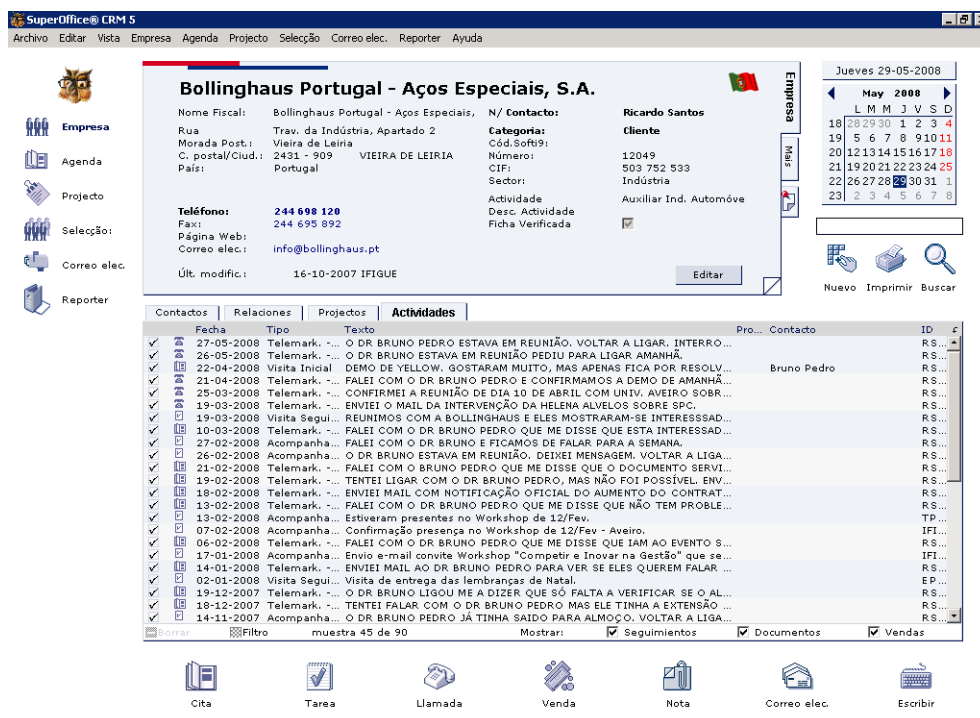 SuperOffice® CRM 5
Archivo Editar Vista Empresa Agenda Projecto Selecção Correo elec. Reporter Ayuda
Empresa
Agenda
Projecto
Selecção:
Correo elec.
Reporter
Bollinghaus Portugal - Aços Especiais, S.A.
Nome Fiscal: Bollinghaus Portugal - Aços Especiais, N/ Contacto: Ricardo Santos
Rua Trav. da Indústria, Apartado 2 Categoria: Cliente
Morada Post.: Vieira de Leiria Cód.Softi9:
C. postal/Ciud.: 2431 - 909 VIEIRA DE LEIRIA Número: 12049
País: Portugal CIF: 503 752 533
Sector: Indústria
Actividade Auxiliar Ind. Automóve
Teléfono: 244 698 120 Desc. Actividade
Fax: 244 695 892 Ficha Verificada
Página Web:
Correo elec.: info@bollinghaus.pt
Últ. modific.: 16-10-2007 IFIGUE Editar
Empresa
Mais
Jueves 29-05-2008
May 2008
L M M J V S D
18 28 29 30 1 2 3 4
19 5 6 7 8 9 10 11
20 12 13 14 15 16 17 18
21 19 20 21 22 23 24 25
22 26 27 28 29 30 31 1
23 2 3 4 5 6 7 8
Nuevo Imprimir Buscar
Contactos Relaciones Projectos Actividades
Fecha Tipo Texto Pro... Contacto ID
27-05-2008 Telemark. -... O DR BRUNO PEDRO ESTAVA EM REUNIÃO. VOLTAR A LIGAR. INTERRO... RS...
26-05-2008 Telemark. -... O DR BRUNO ESTAVA EM REUNIÃO PEDIU PARA LIGAR AMANHÃ. RS...
22-04-2008 Visita Inicial DEMO DE YELLOW. GOSTARAM MUITO, MAS APENAS FICA POR RESOLV... Bruno Pedro RS...
21-04-2008 Telemark. -... FALEI COM O DR BRUNO PEDRO E CONFIRMAMOS A DEMO DE AMANHÃ... RS...
25-03-2008 Telemark. -... CONFIRMEI A REUNIÃO DE DIA 10 DE ABRIL COM UNIV. AVEIRO SOBR... RS...
19-03-2008 Telemark. -... ENVIEI O MAIL DA INTERVENÇÃO DA HELENA ALVELOS SOBRE SPC. RS...
19-03-2008 Visita Segui... REUNIMOS COM A BOLLINGHAUS E ELES MOSTRARAM-SE INTERESSSAD... RS...
10-03-2008 Telemark. -... FALEI COM O DR BRUNO PEDRO QUE ME DISSE QUE ESTA INTERESSAD... RS...
27-02-2008 Acompanha... FALEI COM O DR BRUNO E FICAMOS DE FALAR PARA A SEMANA. RS...
26-02-2008 Acompanha... O DR BRUNO ESTAVA EM REUNIÃO. DEIXEI MENSAGEM. VOLTAR A LIGA... RS...
21-02-2008 Telemark. -... FALEI COM O BRUNO PEDRO QUE ME DISSE QUE O DOCUMENTO SERVI... RS...
19-02-2008 Telemark. -... TENTEI LIGAR COM O DR BRUNO PEDRO, MAS NÃO FOI POSSÍVEL. ENV... RS...
18-02-2008 Telemark. -... ENVIEI MAIL COM NOTIFICAÇÃO OFICIAL DO AUMENTO DO CONTRAT... RS...
13-02-2008 Telemark. -... FALEI COM O DR BRUNO PEDRO QUE ME DISSE QUE NÃO TEM PROBLE... RS...
13-02-2008 Acompanha... Estiveram presentes no Workshop de 12/Fev. TP...
07-02-2008 Acompanha... Confirmação presença no Workshop de 12/Fev - Aveiro. IFI...
06-02-2008 Telemark. -... FALEI COM O DR BRUNO PEDRO QUE ME DISSE QUE IAM AO EVENTO S... RS...
17-01-2008 Acompanha... Envio e-mail convite Workshop "Competir e Inovar na Gestão" que se... IFI...
14-01-2008 Telemark. -... ENVIEI MAIL AO DR BRUNO PEDRO PARA VER SE ELES QUEREM FALAR ... RS...
02-01-2008 Visita Segui... Visita de entrega das lembranças de Natal. EP...
19-12-2007 Telemark. -... O DR BRUNO LIGOU ME A DIZER QUE SÓ FALTA A VERIFICAR SE O AL... RS...
18-12-2007 Telemark. -... TENTEI FALAR COM O DR BRUNO PEDRO MAS ELE TINHA A EXTENSÃO ... RS...
14-11-2007 Acompanha... O DR BRUNO PEDRO JÁ TINHA SAIDO PARA ALMOÇO. VOLTAR A LIGA... RS...
Borrar Filtro muestra 45 de 90 Mostrar: Seguimientos Documentos Vendas
Cita Tarea Llamada Venda Nota Correo elec. Escribir